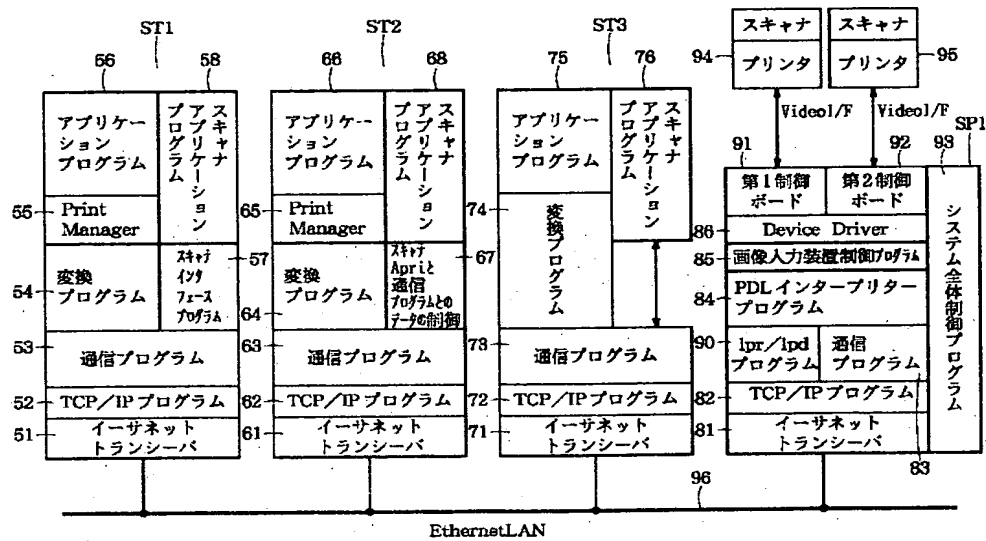 ST1
56
58
アプリケー
ション
プログラム
スキャナ
アプリケーション
プログラム
55
Print
Manager
57
54
変換
プログラム
スキャナ
インタ
フェース
プログラム
53
通信プログラム
52
TCP/IPプログラム
51
イーサネット
トランシーバ
ST2
66
68
アプリケー
ション
プログラム
スキャナ
アプリケーション
プログラム
65
Print
Manager
67
64
変換
プログラム
スキャナ
Apriと
通信
プログラムとの
データの制御
63
通信プログラム
62
TCP/IPプログラム
61
イーサネット
トランシーバ
ST3
75
76
アプリケー
ション
プログラム
スキャナ
アプリケーション
プログラム
74
変換プログラム
73
通信プログラム
72
TCP/IPプログラム
71
イーサネット
トランシーバ
94
スキャナ
プリンタ
スキャナ
プリンタ
95
VideoI/F
VideoI/F
SP1
91
92
93
第1制御
ボード
第2制御
ボード
システム全体制御プログラム
86
Device Driver
85
画像入力装置制御プログラム
84
PDLインタープリター
プログラム
90
lpr/lpd
プログラム
通信
プログラム
82
TCP/IPプログラム
81
イーサネット
トランシーバ
83
96
EthernetLAN